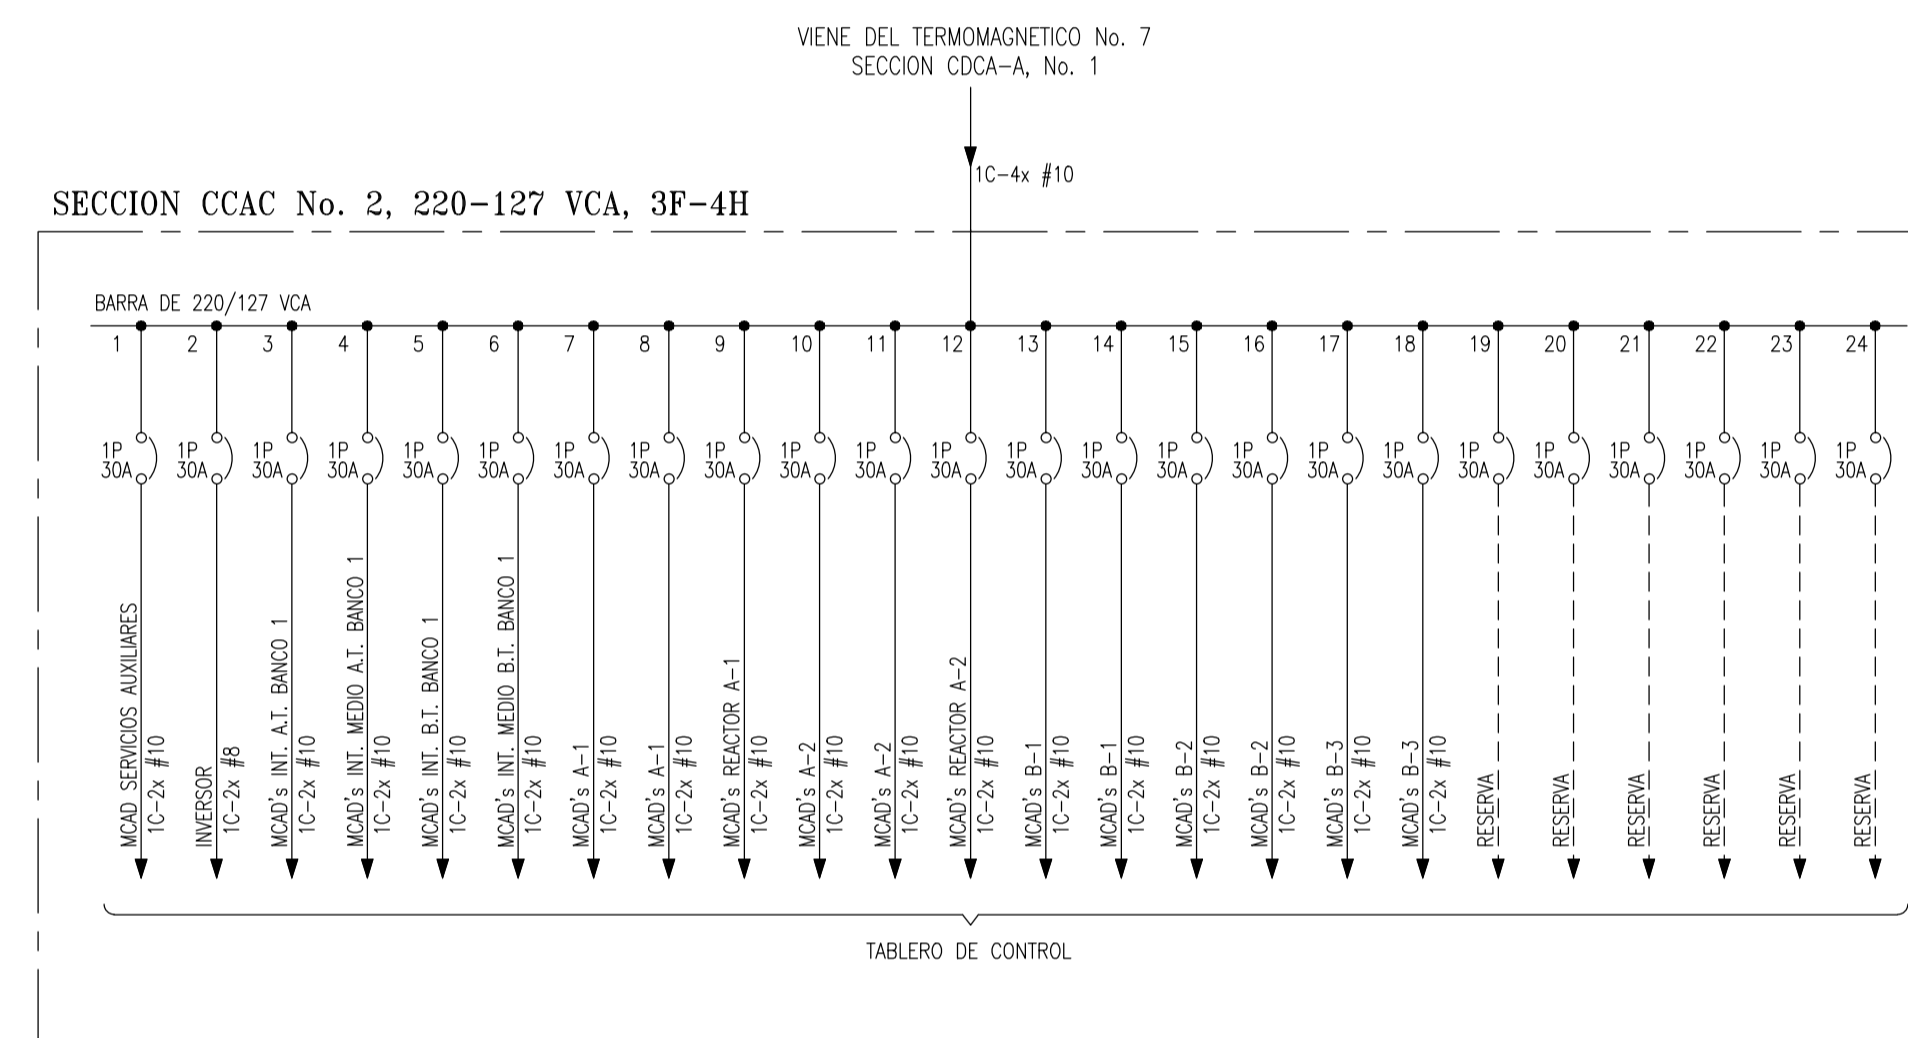 VIENE DEL TERMOMAGNETICO No. 7
SECCION CDCA-A, No. 1
1C-4x #10
SECCION CCAC No. 2, 220-127 VCA, 3F-4H
BARRA DE 220/127 VCA
1
2
3
4
5
6
7
8
9
10
11
12
13
14
15
16
17
18
19
20
21
22
23
24
1P
30A
1P
30A
1P
30A
1P
30A
1P
30A
1P
30A
1P
30A
1P
30A
1P
30A
1P
30A
1P
30A
1P
30A
1P
30A
1P
30A
1P
30A
1P
30A
1P
30A
1P
30A
1P
30A
1P
30A
1P
30A
1P
30A
1P
30A
1P
30A
MCAD SERVICIOS AUXILIARES
1C-2x #10
INVERSOR
1C-2x #8
MCAD's INT. A.T. BANCO 1
1C-2x #10
MCAD's INT. MEDIO A.T. BANCO 1
1C-2x #10
MCAD's INT. B.T. BANCO 1
1C-2x #10
MCAD's INT. MEDIO B.T. BANCO 1
1C-2x #10
MCAD's A-1
1C-2x #10
MCAD's A-1
1C-2x #10
MCAD's REACTOR A-1
1C-2x #10
MCAD's A-2
1C-2x #10
MCAD's A-2
1C-2x #10
MCAD's REACTOR A-2
1C-2x #10
MCAD's B-1
1C-2x #10
MCAD's B-1
1C-2x #10
MCAD's B-2
1C-2x #10
MCAD's B-2
1C-2x #10
MCAD's B-3
1C-2x #10
MCAD's B-3
1C-2x #10
RESERVA
RESERVA
RESERVA
RESERVA
RESERVA
RESERVA
TABLERO DE CONTROL